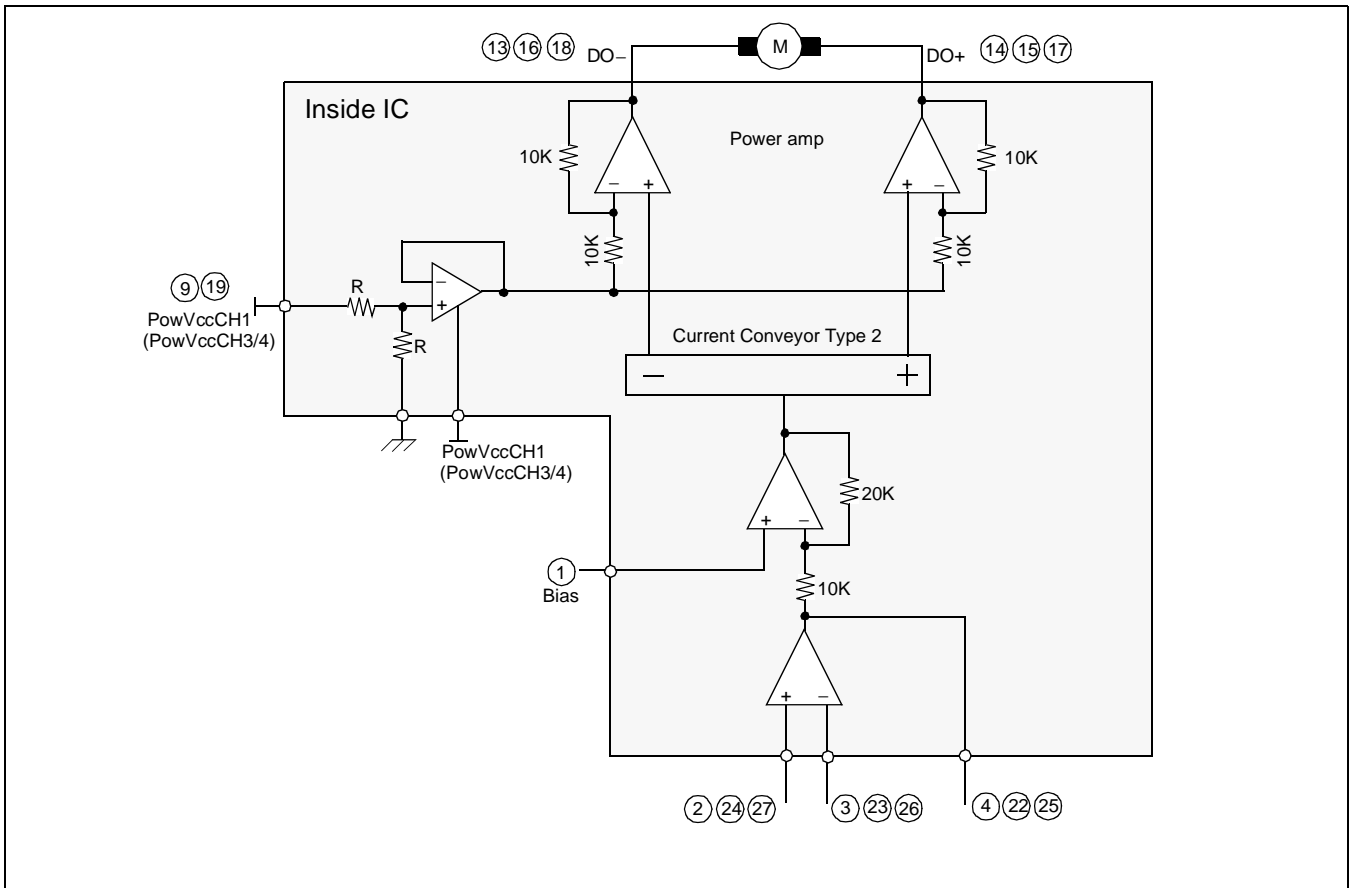 13 16 18 DO− M DO+ 14 15 17
Inside IC
Power amp
10K − + + − 10K
10K 10K
9 19
PowVccCH1
(PowVccCH3/4)
R − +
R
Current Conveyor Type 2
− +
PowVccCH1
(PowVccCH3/4)
20K
+ −
1
Bias
10K
+ −
2 24 27 3 23 26 4 22 25